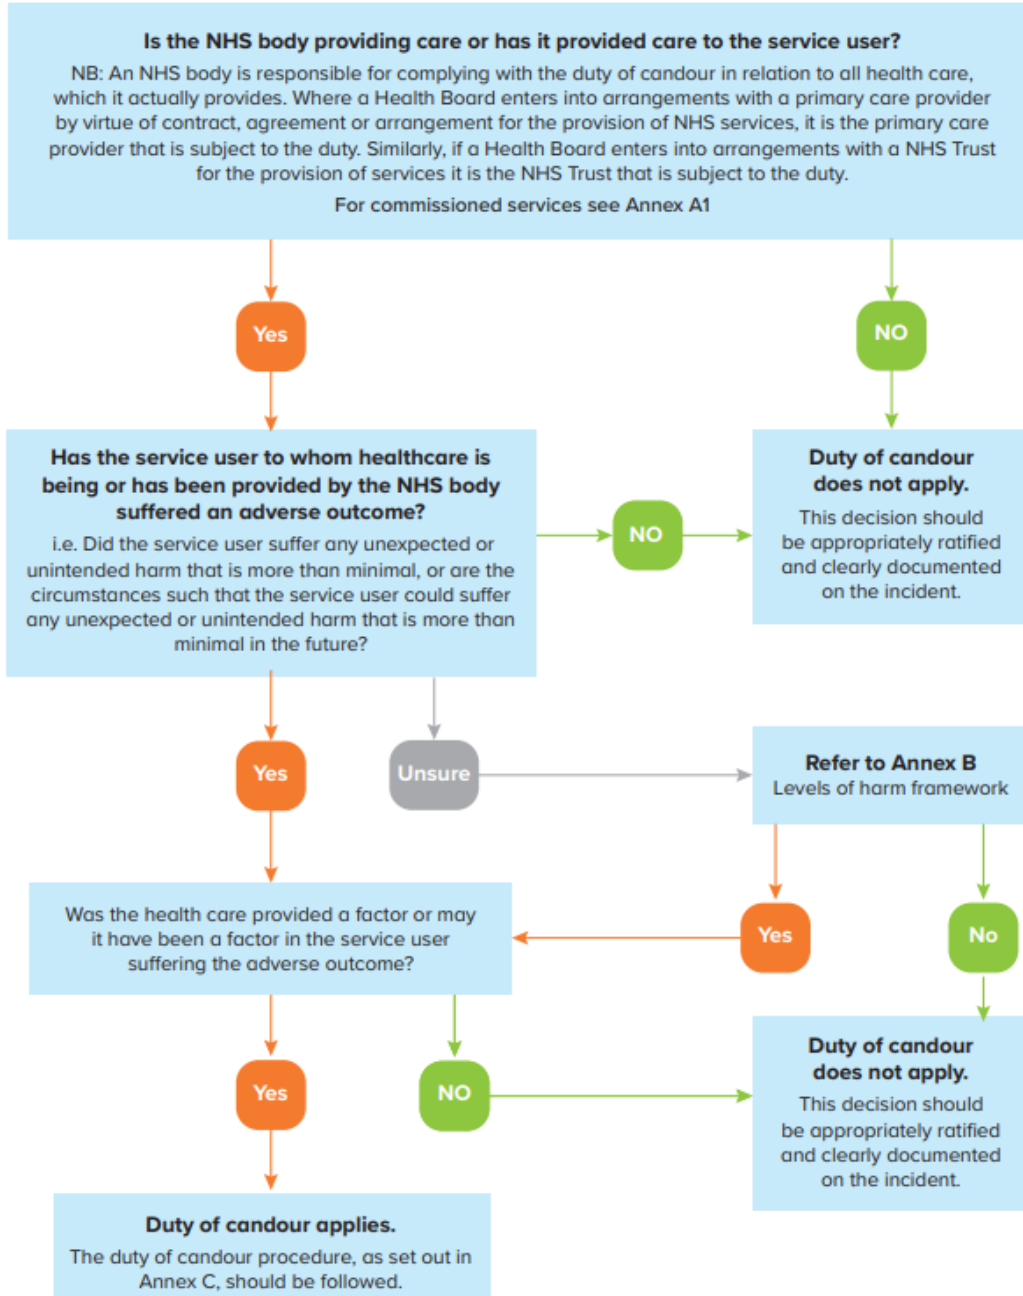 Is the NHS body providing care or has it provided care to the service user?
NB: An NHS body is responsible for complying with the duty of candour in relation to all health care,
which it actually provides. Where a Health Board enters into arrangements with a primary care provider
by virtue of contract, agreement or arrangement for the provision of NHS services, it is the primary care
provider that is subject to the duty. Similarly, if a Health Board enters into arrangements with a NHS Trust
for the provision of services it is the NHS Trust that is subject to the duty.
For commissioned services see Annex A1
Yes
NO
Has the service user to whom healthcare is
being or has been provided by the NHS body
suffered an adverse outcome?
i.e. Did the service user suffer any unexpected or
unintended harm that is more than minimal, or are the
circumstances such that the service user could suffer
any unexpected or unintended harm that is more than
minimal in the future?
NO
Duty of candour
does not apply.
This decision should
be appropriately ratified
and clearly documented
on the incident.
Yes
Unsure
Refer to Annex B
Levels of harm framework
Was the health care provided a factor or may
it have been a factor in the service user
suffering the adverse outcome?
Yes
No
Yes
NO
Duty of candour
does not apply.
This decision should
be appropriately ratified
and clearly documented
on the incident.
Duty of candour applies.
The duty of candour procedure, as set out in
Annex C, should be followed.